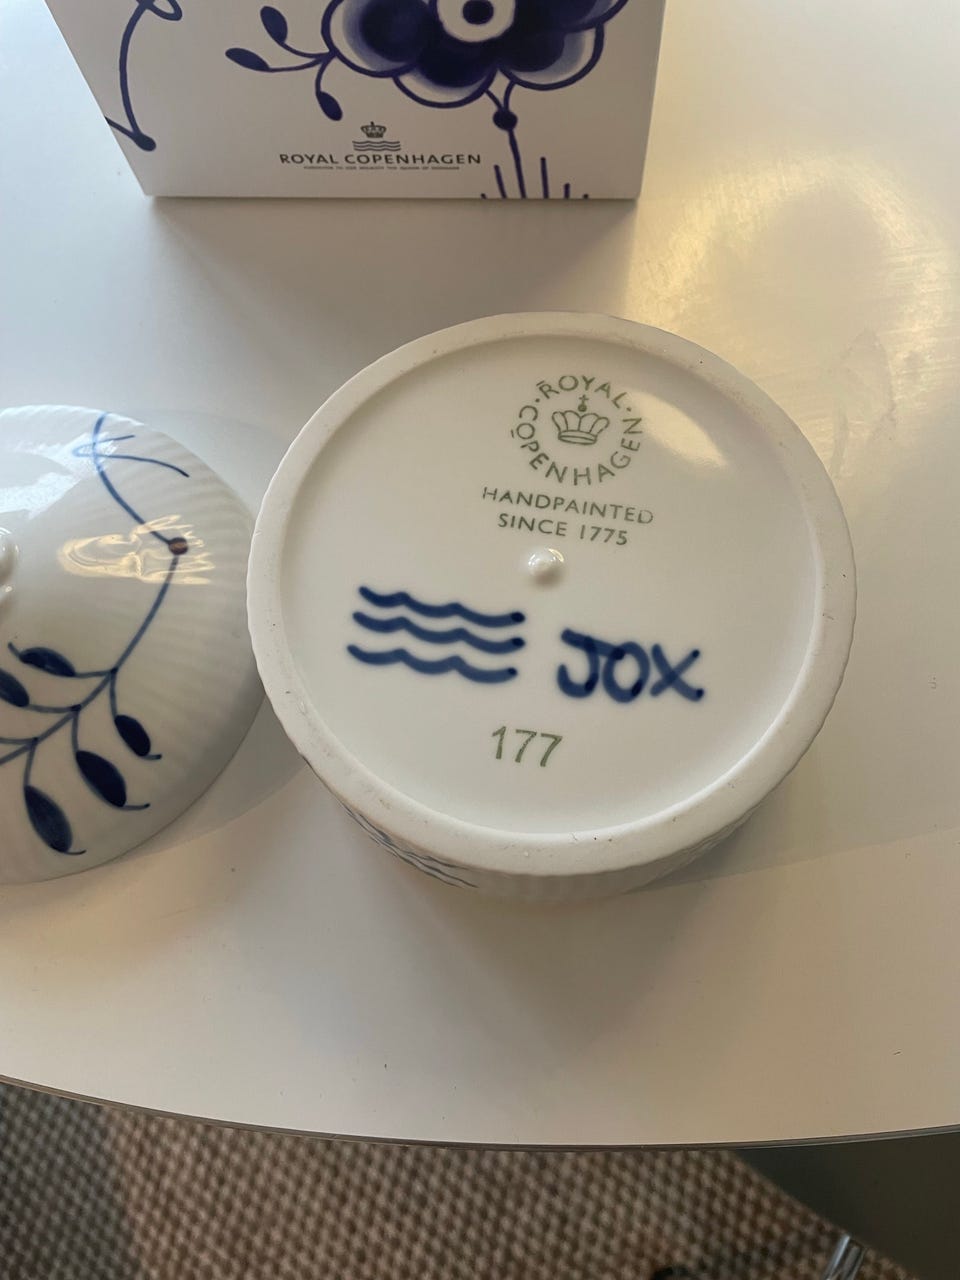 ROYAL COPENHAGEN
ROYAL · COPENHAGEN ·
HANDPAINTED
SINCE 1775
JOX
177